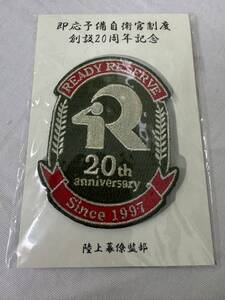 即応予備自衛官制度
創設20周年記念
READY RESERVE
R
20th
anniversary
Since 1997
陸上幕僚監部